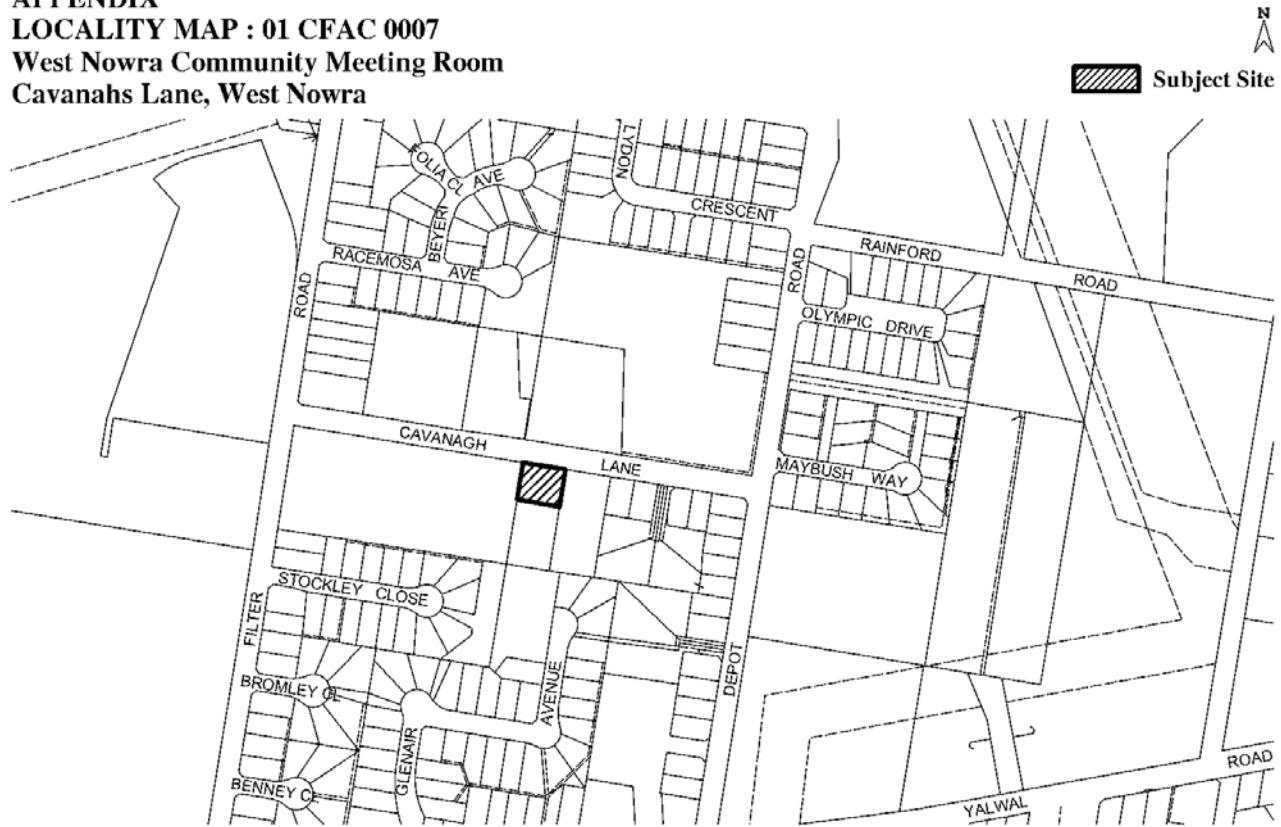 APPENDIX
LOCALITY MAP : 01 CFAC 0007
West Nowra Community Meeting Room
Cavanahs Lane, West Nowra
N
Subject Site
LYDON
CRESCENT
AVE
BEYERI
RACEMOSA AVE
ROAD
ROAD
RAINFORD
ROAD
OLYMPIC DRIVE
CAVANAGH
LANE
MAYBUSH WAY
STOCKLEY CLOSE
FILTER
BROMLEY CL
GLENAIR
AVENUE
DEPOT
BENNEY CL
YALWAL
ROAD